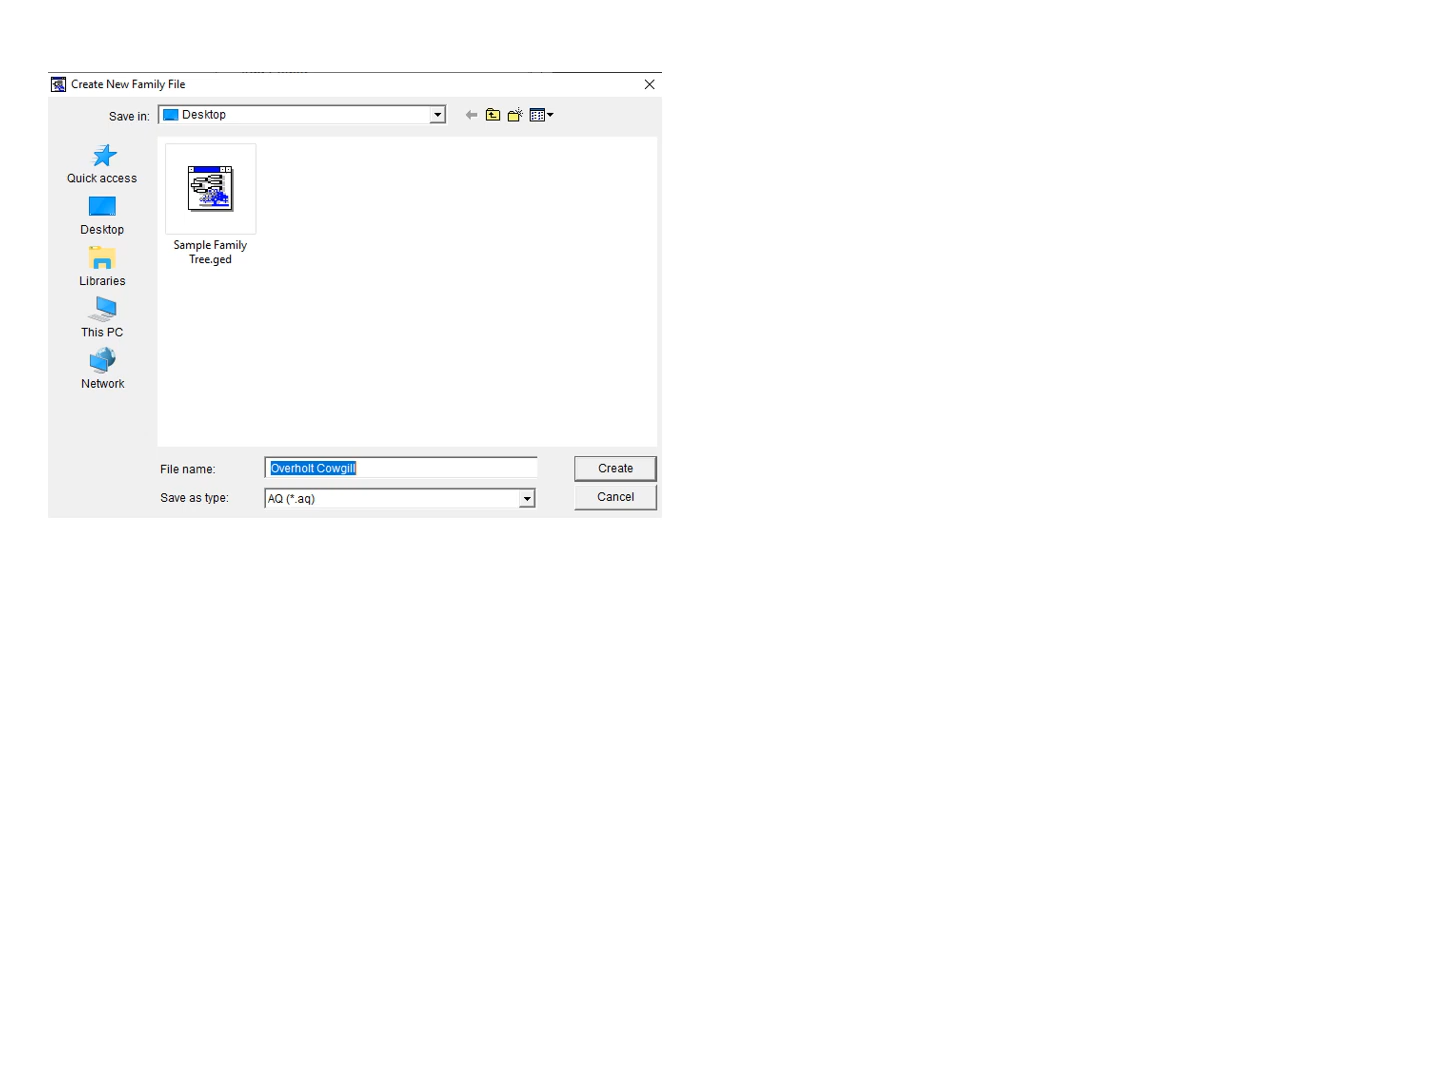 Create New Family File
Save in:
Desktop
Quick access
Desktop
Libraries
This PC
Network
Sample Family
Tree.ged
File name:
Overholt Cowgill
Create
Save as type:
AQ (*.aq)
Cancel